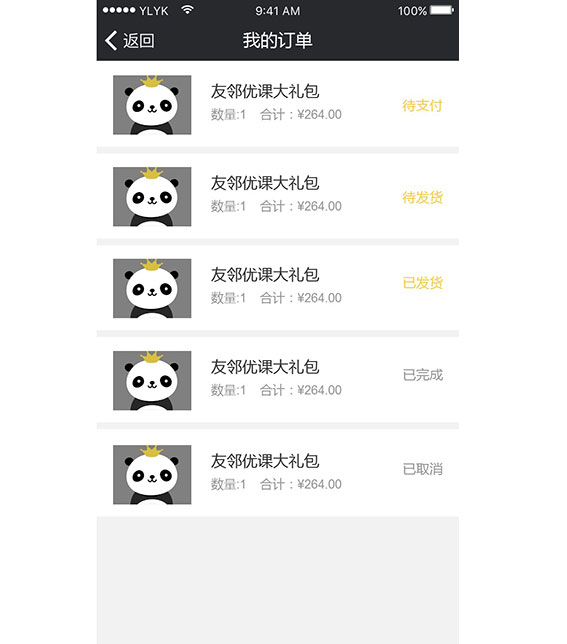 YLYK 9:41 AM 100%
返回 我的订单
友邻优课大礼包
数量:1 合计：¥264.00
待支付
友邻优课大礼包
数量:1 合计：¥264.00
待发货
友邻优课大礼包
数量:1 合计：¥264.00
已发货
友邻优课大礼包
数量:1 合计：¥264.00
已完成
友邻优课大礼包
数量:1 合计：¥264.00
已取消